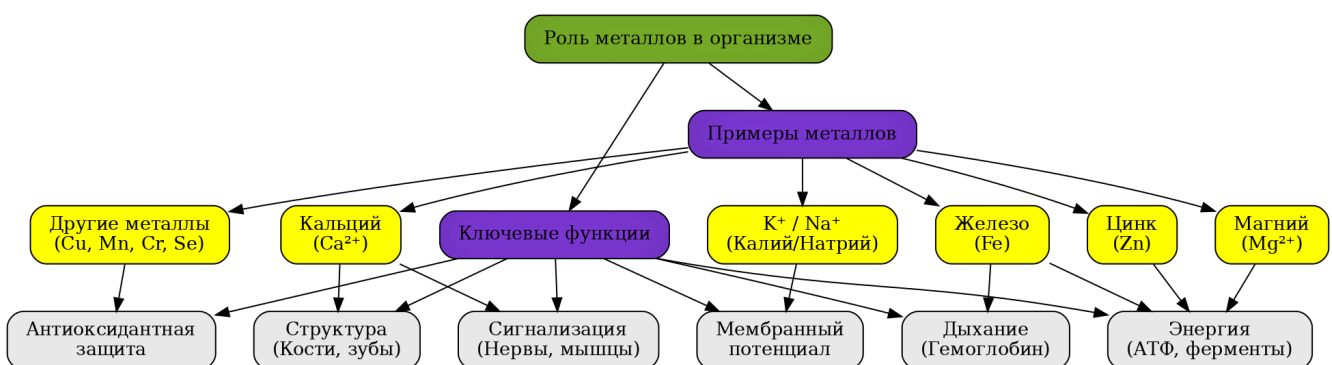 Роль металлов в организме
Примеры металлов
Другие металлы
(Cu, Mn, Cr, Se)
Кальций
(Ca²⁺)
Ключевые функции
K⁺ / Na⁺
(Калий/Натрий)
Железо
(Fe)
Цинк
(Zn)
Магний
(Mg²⁺)
Антиоксидантная
защита
Структура
(Кости, зубы)
Сигнализация
(Нервы, мышцы)
Мембранный
потенциал
Дыхание
(Гемоглобин)
Энергия
(АТФ, ферменты)